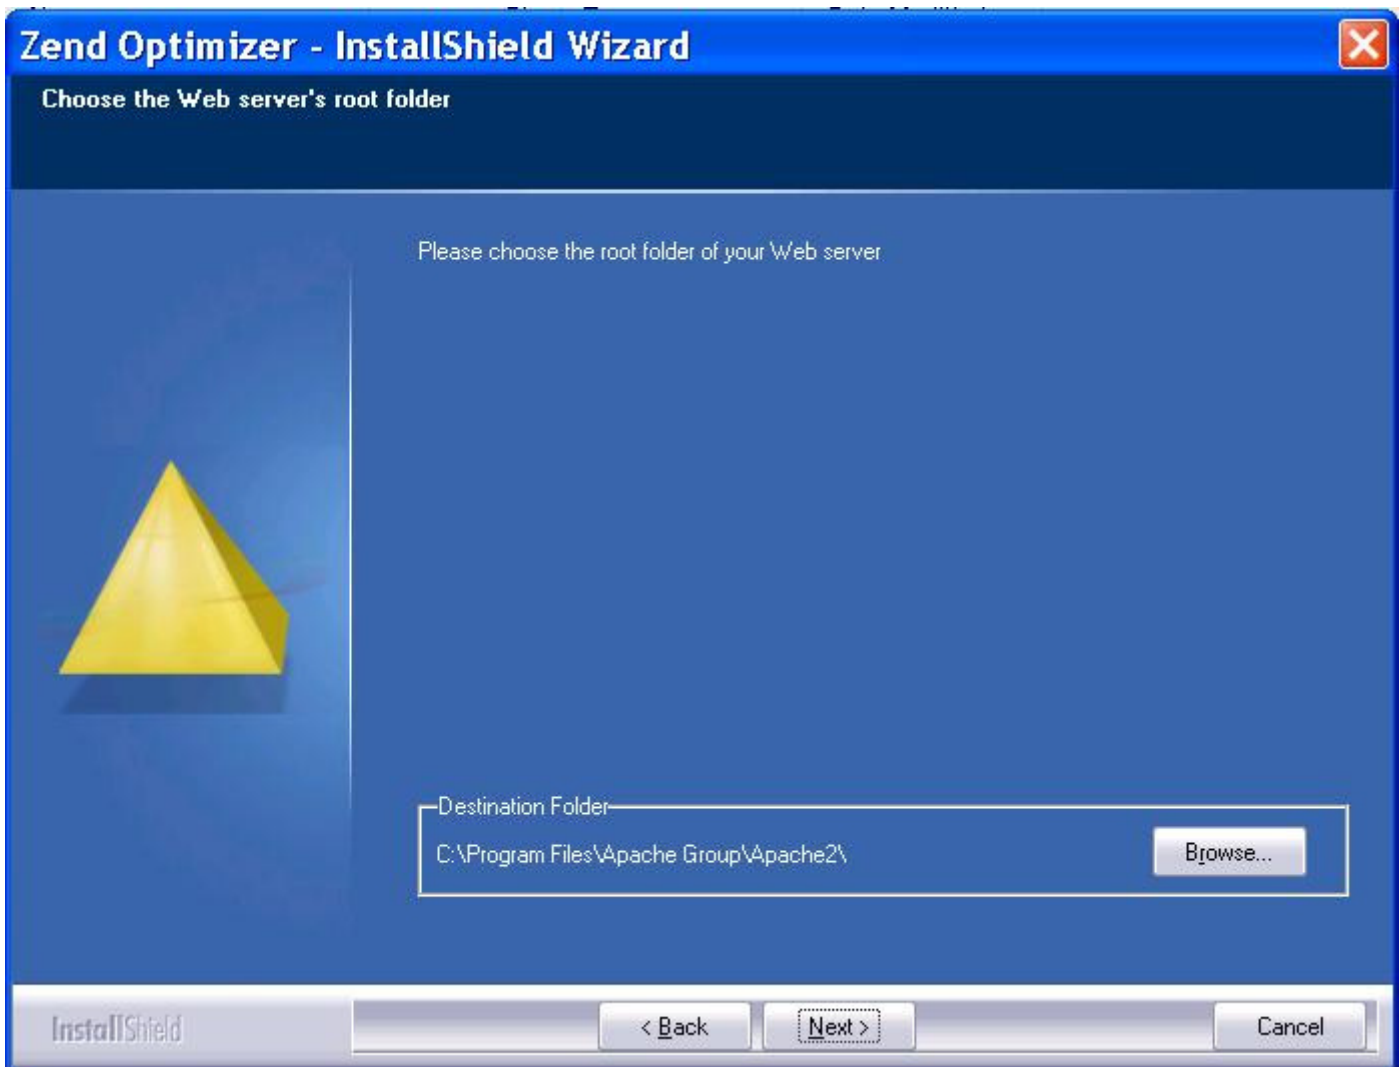 Zend Optimizer - InstallShield Wizard
Choose the Web server's root folder
Please choose the root folder of your Web server
Destination Folder
C:\Program Files\Apache Group\Apache2\
Browse...
InstallShield
< Back
Next >
Cancel